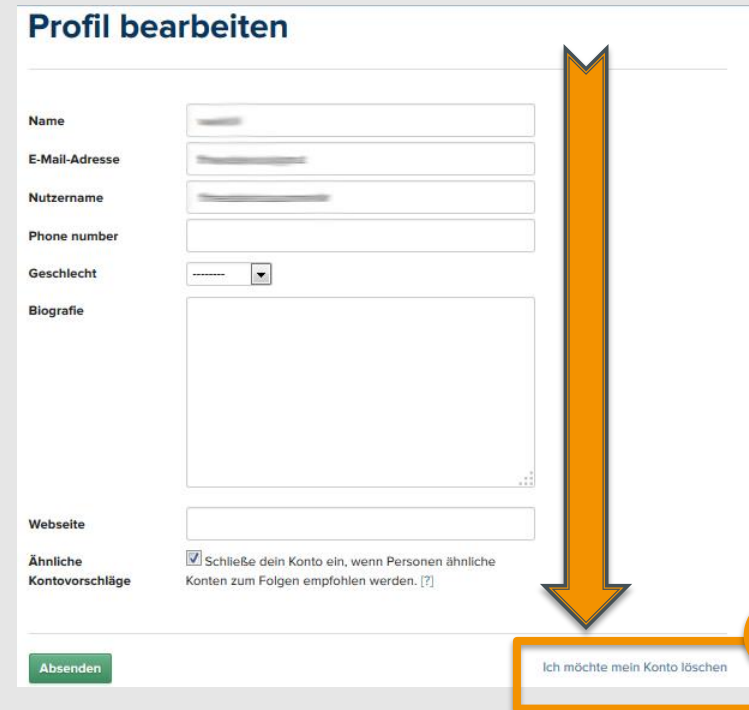 Profil bearbeiten
Name
E-Mail-Adresse
Nutzername
Phone number
Geschlecht
--------
Biografie
Webseite
Ähnliche
Kontovorschläge
Schließe dein Konto ein, wenn Personen ähnliche
Konten zum Folgen empfohlen werden. [?]
Absenden
Ich möchte mein Konto löschen